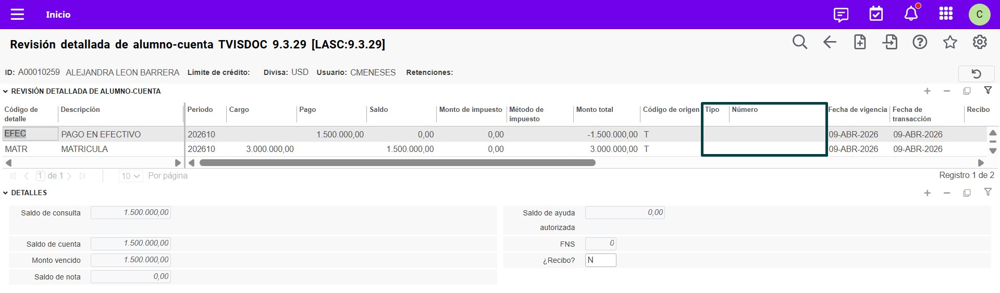 Inicio
C
Revisión detallada de alumno-cuenta TVISDOC 9.3.29 [LASC:9.3.29]
ID: A00010259 ALEJANDRA LEON BARRERA Límite de crédito: Divisa: USD Usuario: CMENESES Retenciones:
REVISIÓN DETALLADA DE ALUMNO-CUENTA
Código de detalle Descripción Periodo Cargo Pago Saldo Monto de impuesto Método de impuesto Monto total Código de origen Tipo Número Fecha de vigencia Fecha de transacción Recibo
EFEC PAGO EN EFECTIVO 202610 1.500.000,00 0,00 0,00 -1.500.000,00 T 09-ABR-2026 09-ABR-2026
MATR MATRICULA 202610 3.000.000,00 1.500.000,00 0,00 3.000.000,00 T 09-ABR-2026 09-ABR-2026
1 de 1 10 Por página Registro 1 de 2
DETALLES
Saldo de consulta 1.500.000,00 Saldo de ayuda autorizada 0,00
Saldo de cuenta 1.500.000,00 FNS 0
Monto vencido 1.500.000,00 ¿Recibo? N
Saldo de nota 0,00